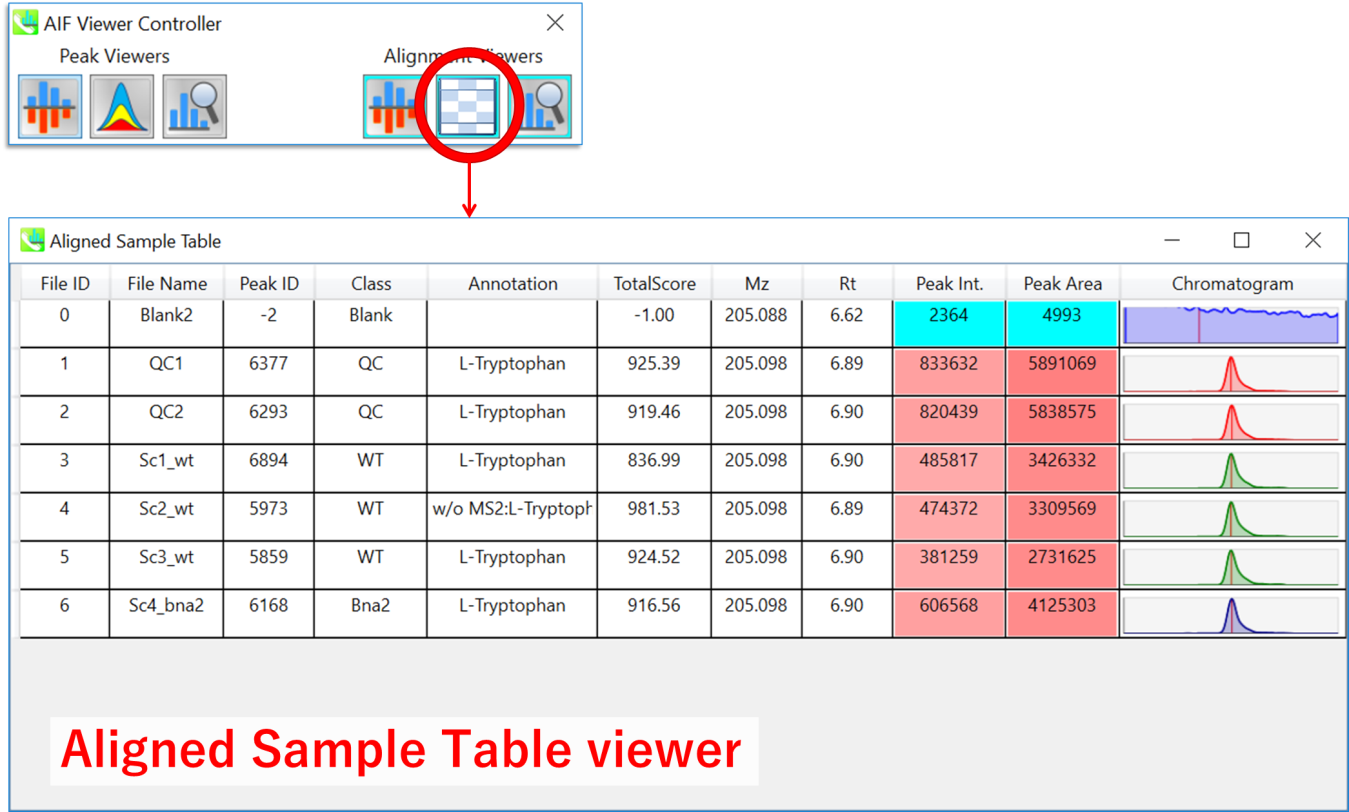 AIF Viewer Controller
Peak Viewers Alignment Viewers
Aligned Sample Table
File ID File Name Peak ID Class Annotation TotalScore Mz Rt Peak Int. Peak Area Chromatogram
0 Blank2 -2 Blank -1.00 205.088 6.62 2364 4993
1 QC1 6377 QC L-Tryptophan 925.39 205.098 6.89 833632 5891069
2 QC2 6293 QC L-Tryptophan 919.46 205.098 6.90 820439 5838575
3 Sc1_wt 6894 WT L-Tryptophan 836.99 205.098 6.90 485817 3426332
4 Sc2_wt 5973 WT w/o MS2:L-Tryptoph 981.53 205.098 6.89 474372 3309569
5 Sc3_wt 5859 WT L-Tryptophan 924.52 205.098 6.90 381259 2731625
6 Sc4_bna2 6168 Bna2 L-Tryptophan 916.56 205.098 6.90 606568 4125303
Aligned Sample Table viewer